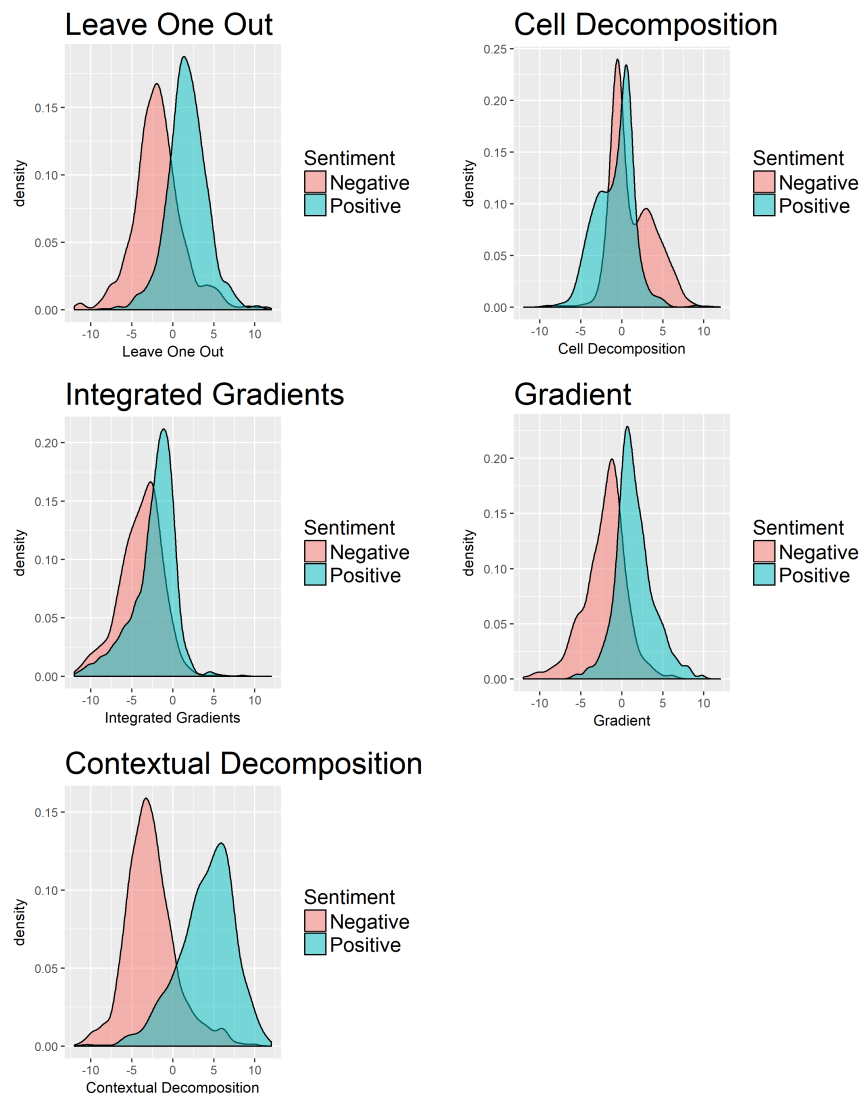 Leave One Out
density
0.15
0.10
0.05
0.00
-10 -5 0 5 10
Leave One Out
Sentiment
Negative
Positive
Cell Decomposition
density
0.25
0.20
0.15
0.10
0.05
0.00
-10 -5 0 5 10
Cell Decomposition
Sentiment
Negative
Positive
Integrated Gradients
density
0.20
0.15
0.10
0.05
0.00
-10 -5 0 5 10
Integrated Gradients
Sentiment
Negative
Positive
Gradient
density
0.20
0.15
0.10
0.05
0.00
-10 -5 0 5 10
Gradient
Sentiment
Negative
Positive
Contextual Decomposition
density
0.15
0.10
0.05
0.00
-10 -5 0 5 10
Contextual Decomposition
Sentiment
Negative
Positive